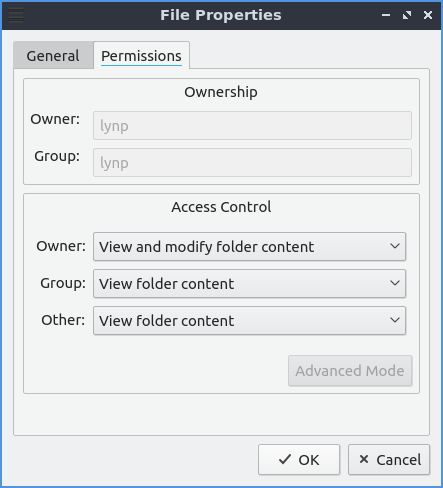 File Properties
General Permissions
Ownership
Owner: lynp
Group: lynp
Access Control
Owner: View and modify folder content
Group: View folder content
Other: View folder content
Advanced Mode
OK Cancel